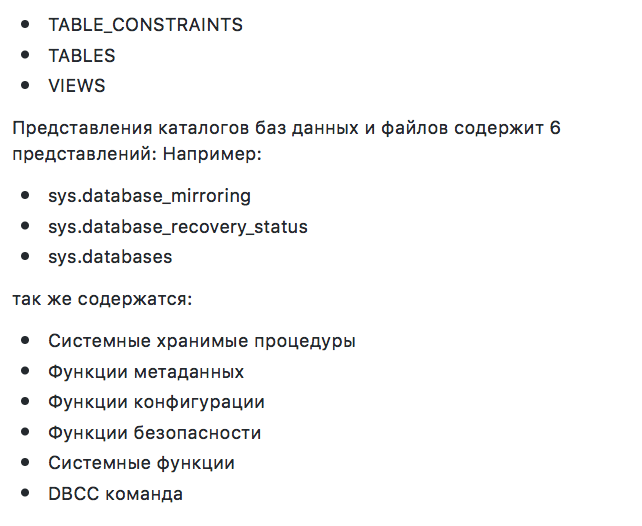 • TABLE_CONSTRAINTS
• TABLES
• VIEWS
Представления каталогов баз данных и файлов содержит 6
представлений: Например:
• sys.database_mirroring
• sys.database_recovery_status
• sys.databases
так же содержатся:
• Системные хранимые процедуры
• Функции метаданных
• Функции конфигурации
• Функции безопасности
• Системные функции
• DBCC команда